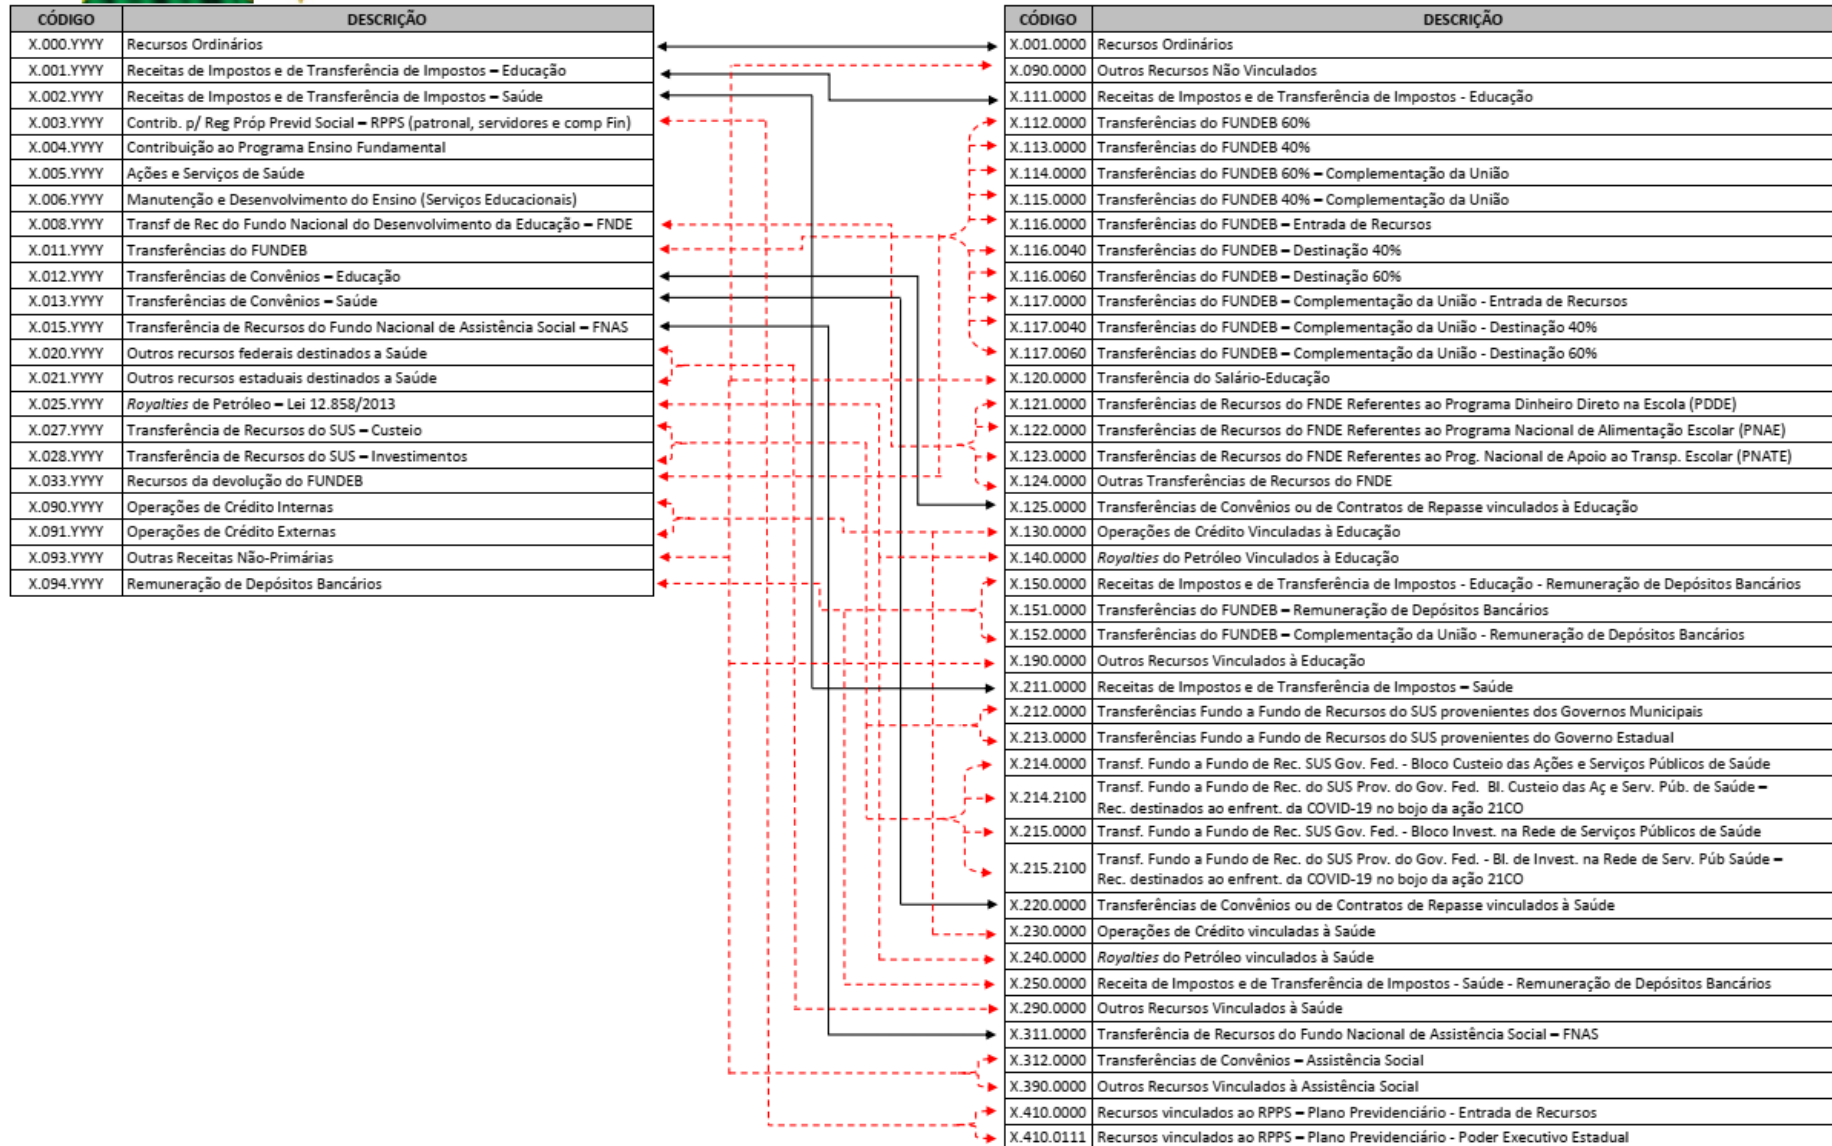 CÓDIGO DESCRIÇÃO
X.000.YYYY Recursos Ordinários
X.001.YYYY Receitas de Impostos e de Transferência de Impostos – Educação
X.002.YYYY Receitas de Impostos e de Transferência de Impostos – Saúde
X.003.YYYY Contrib. p/ Reg Próp Previd Social – RPPS (patronal, servidores e comp Fin)
X.004.YYYY Contribuição ao Programa Ensino Fundamental
X.005.YYYY Ações e Serviços de Saúde
X.006.YYYY Manutenção e Desenvolvimento do Ensino (Serviços Educacionais)
X.008.YYYY Transf de Rec do Fundo Nacional do Desenvolvimento da Educação – FNDE
X.011.YYYY Transferências do FUNDEB
X.012.YYYY Transferências de Convênios – Educação
X.013.YYYY Transferências de Convênios – Saúde
X.015.YYYY Transferência de Recursos do Fundo Nacional de Assistência Social – FNAS
X.020.YYYY Outros recursos federais destinados a Saúde
X.021.YYYY Outros recursos estaduais destinados a Saúde
X.025.YYYY Royalties de Petróleo – Lei 12.858/2013
X.027.YYYY Transferência de Recursos do SUS – Custeio
X.028.YYYY Transferência de Recursos do SUS – Investimentos
X.033.YYYY Recursos da devolução do FUNDEB
X.090.YYYY Operações de Crédito Internas
X.091.YYYY Operações de Crédito Externas
X.093.YYYY Outras Receitas Não-Primárias
X.094.YYYY Remuneração de Depósitos Bancários
CÓDIGO DESCRIÇÃO
X.001.0000 Recursos Ordinários
X.090.0000 Outros Recursos Não Vinculados
X.111.0000 Receitas de Impostos e de Transferência de Impostos - Educação
X.112.0000 Transferências do FUNDEB 60%
X.113.0000 Transferências do FUNDEB 40%
X.114.0000 Transferências do FUNDEB 60% – Complementação da União
X.115.0000 Transferências do FUNDEB 40% – Complementação da União
X.116.0000 Transferências do FUNDEB – Entrada de Recursos
X.116.0040 Transferências do FUNDEB – Destinação 40%
X.116.0060 Transferências do FUNDEB – Destinação 60%
X.117.0000 Transferências do FUNDEB – Complementação da União - Entrada de Recursos
X.117.0040 Transferências do FUNDEB – Complementação da União - Destinação 40%
X.117.0060 Transferências do FUNDEB – Complementação da União - Destinação 60%
X.120.0000 Transferência do Salário-Educação
X.121.0000 Transferências de Recursos do FNDE Referentes ao Programa Dinheiro Direto na Escola (PDDE)
X.122.0000 Transferências de Recursos do FNDE Referentes ao Programa Nacional de Alimentação Escolar (PNAE)
X.123.0000 Transferências de Recursos do FNDE Referentes ao Prog. Nacional de Apoio ao Transp. Escolar (PNATE)
X.124.0000 Outras Transferências de Recursos do FNDE
X.125.0000 Transferências de Convênios ou de Contratos de Repasse vinculados à Educação
X.130.0000 Operações de Crédito Vinculadas à Educação
X.140.0000 Royalties do Petróleo Vinculados à Educação
X.150.0000 Receitas de Impostos e de Transferência de Impostos - Educação - Remuneração de Depósitos Bancários
X.151.0000 Transferências do FUNDEB – Remuneração de Depósitos Bancários
X.152.0000 Transferências do FUNDEB – Complementação da União - Remuneração de Depósitos Bancários
X.190.0000 Outros Recursos Vinculados à Educação
X.211.0000 Receitas de Impostos e de Transferência de Impostos – Saúde
X.212.0000 Transferências Fundo a Fundo de Recursos do SUS provenientes dos Governos Municipais
X.213.0000 Transferências Fundo a Fundo de Recursos do SUS provenientes do Governo Estadual
X.214.0000 Transf. Fundo a Fundo de Rec. SUS Gov. Fed. - Bloco Custeio das Ações e Serviços Públicos de Saúde
X.214.2100 Transf. Fundo a Fundo de Rec. do SUS Prov. do Gov. Fed. Bl. Custeio das Aç e Serv. Púb. de Saúde –
Rec. destinados ao enfrent. da COVID-19 no bojo da ação 21CO
X.215.0000 Transf. Fundo a Fundo de Rec. SUS Gov. Fed. - Bloco Invest. na Rede de Serviços Públicos de Saúde
X.215.2100 Transf. Fundo a Fundo de Rec. do SUS Prov. do Gov. Fed. - Bl. de Invest. na Rede de Serv. Púb Saúde –
Rec. destinados ao enfrent. da COVID-19 no bojo da ação 21CO
X.220.0000 Transferências de Convênios ou de Contratos de Repasse vinculados à Saúde
X.230.0000 Operações de Crédito vinculadas à Saúde
X.240.0000 Royalties do Petróleo vinculados à Saúde
X.250.0000 Receita de Impostos e de Transferência de Impostos - Saúde - Remuneração de Depósitos Bancários
X.290.0000 Outros Recursos Vinculados à Saúde
X.311.0000 Transferência de Recursos do Fundo Nacional de Assistência Social – FNAS
X.312.0000 Transferências de Convênios – Assistência Social
X.390.0000 Outros Recursos Vinculados à Assistência Social
X.410.0000 Recursos vinculados ao RPPS – Plano Previdenciário - Entrada de Recursos
X.410.0111 Recursos vinculados ao RPPS – Plano Previdenciário - Poder Executivo Estadual